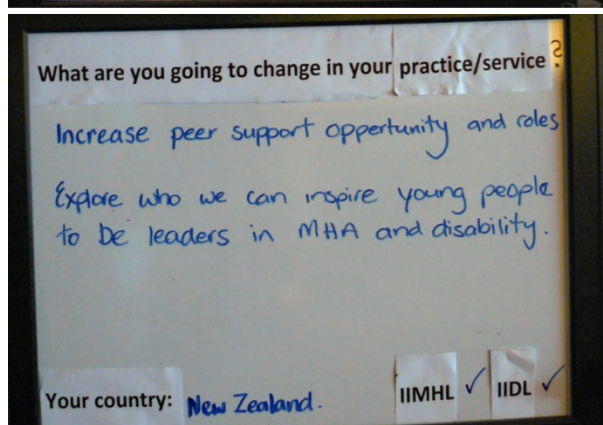 What are you going to change in your practice/service?
Increase peer support oppertunity and roles
Explore who we can inspire young people
to be leaders in MHA and disability.
Your country: New Zealand. IIMHL ✓ IIDL ✓